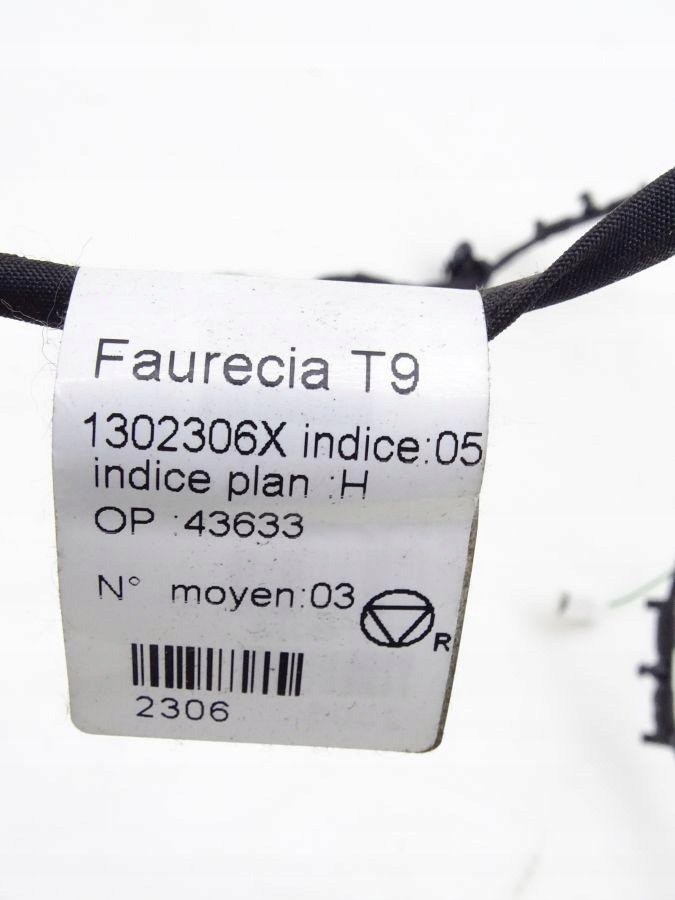 Faurecia T9
1302306X indice:05
indice plan :H
OP :43633
N° moyen:03
R
2306